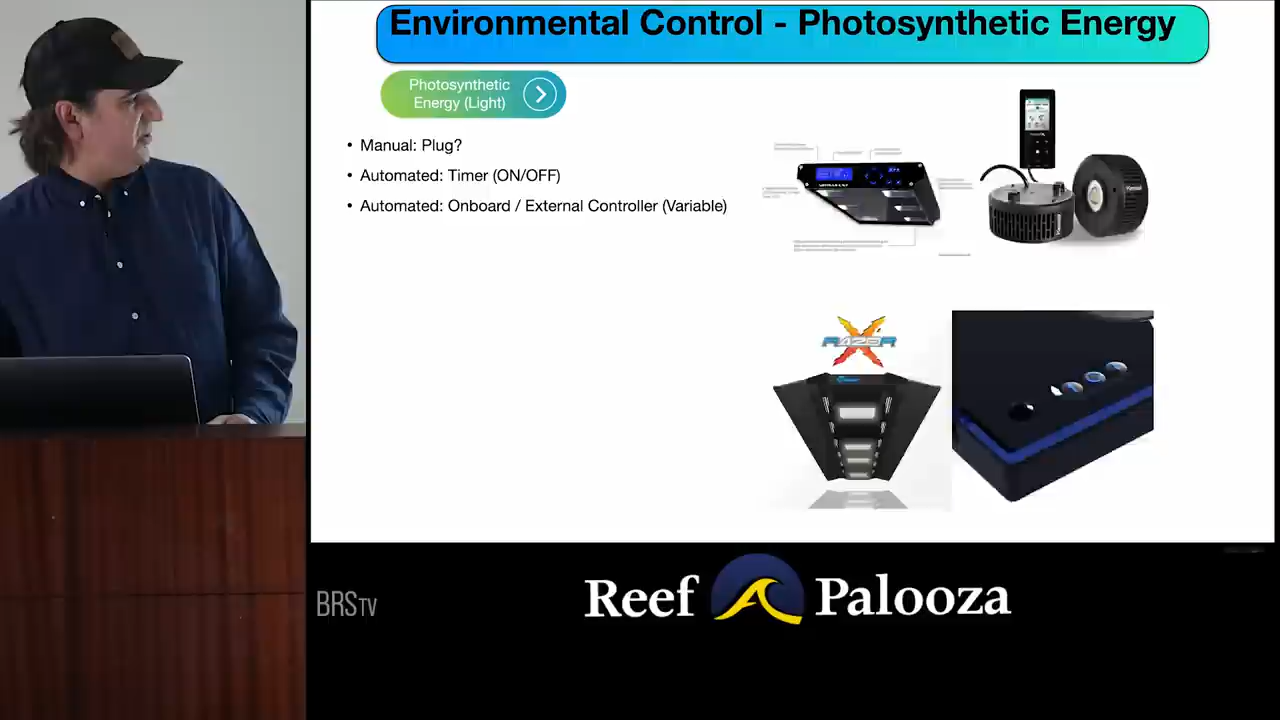 Environmental Control - Photosynthetic Energy
Photosynthetic
Energy (Light)
• Manual: Plug?
• Automated: Timer (ON/OFF)
• Automated: Onboard / External Controller (Variable)
RAZER
BRSTV
Reef Palooza